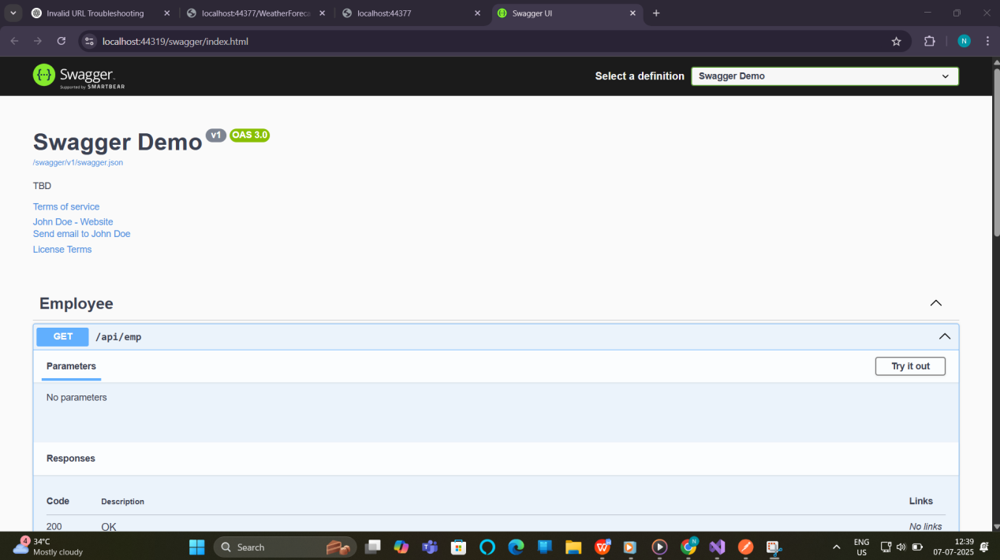 Invalid URL Troubleshooting
localhost:44377/WeatherForeca
localhost:44377
Swagger UI
localhost:44319/swagger/index.html
N
Swagger
Supported by SMARTBEAR
Select a definition
Swagger Demo
Swagger Demo v1 OAS 3.0
/swagger/v1/swagger.json
TBD
Terms of service
John Doe - Website
Send email to John Doe
License Terms
Employee
GET /api/emp
Parameters
Try it out
No parameters
Responses
Code Description Links
200 OK No links
4
34°C
Mostly cloudy
Search
ENG
US
12:39
07-07-2025